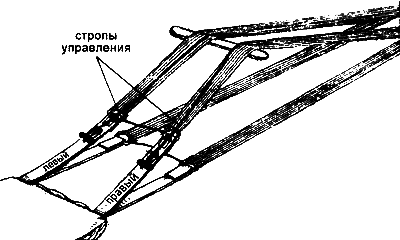 стропы
управления
левый
правый